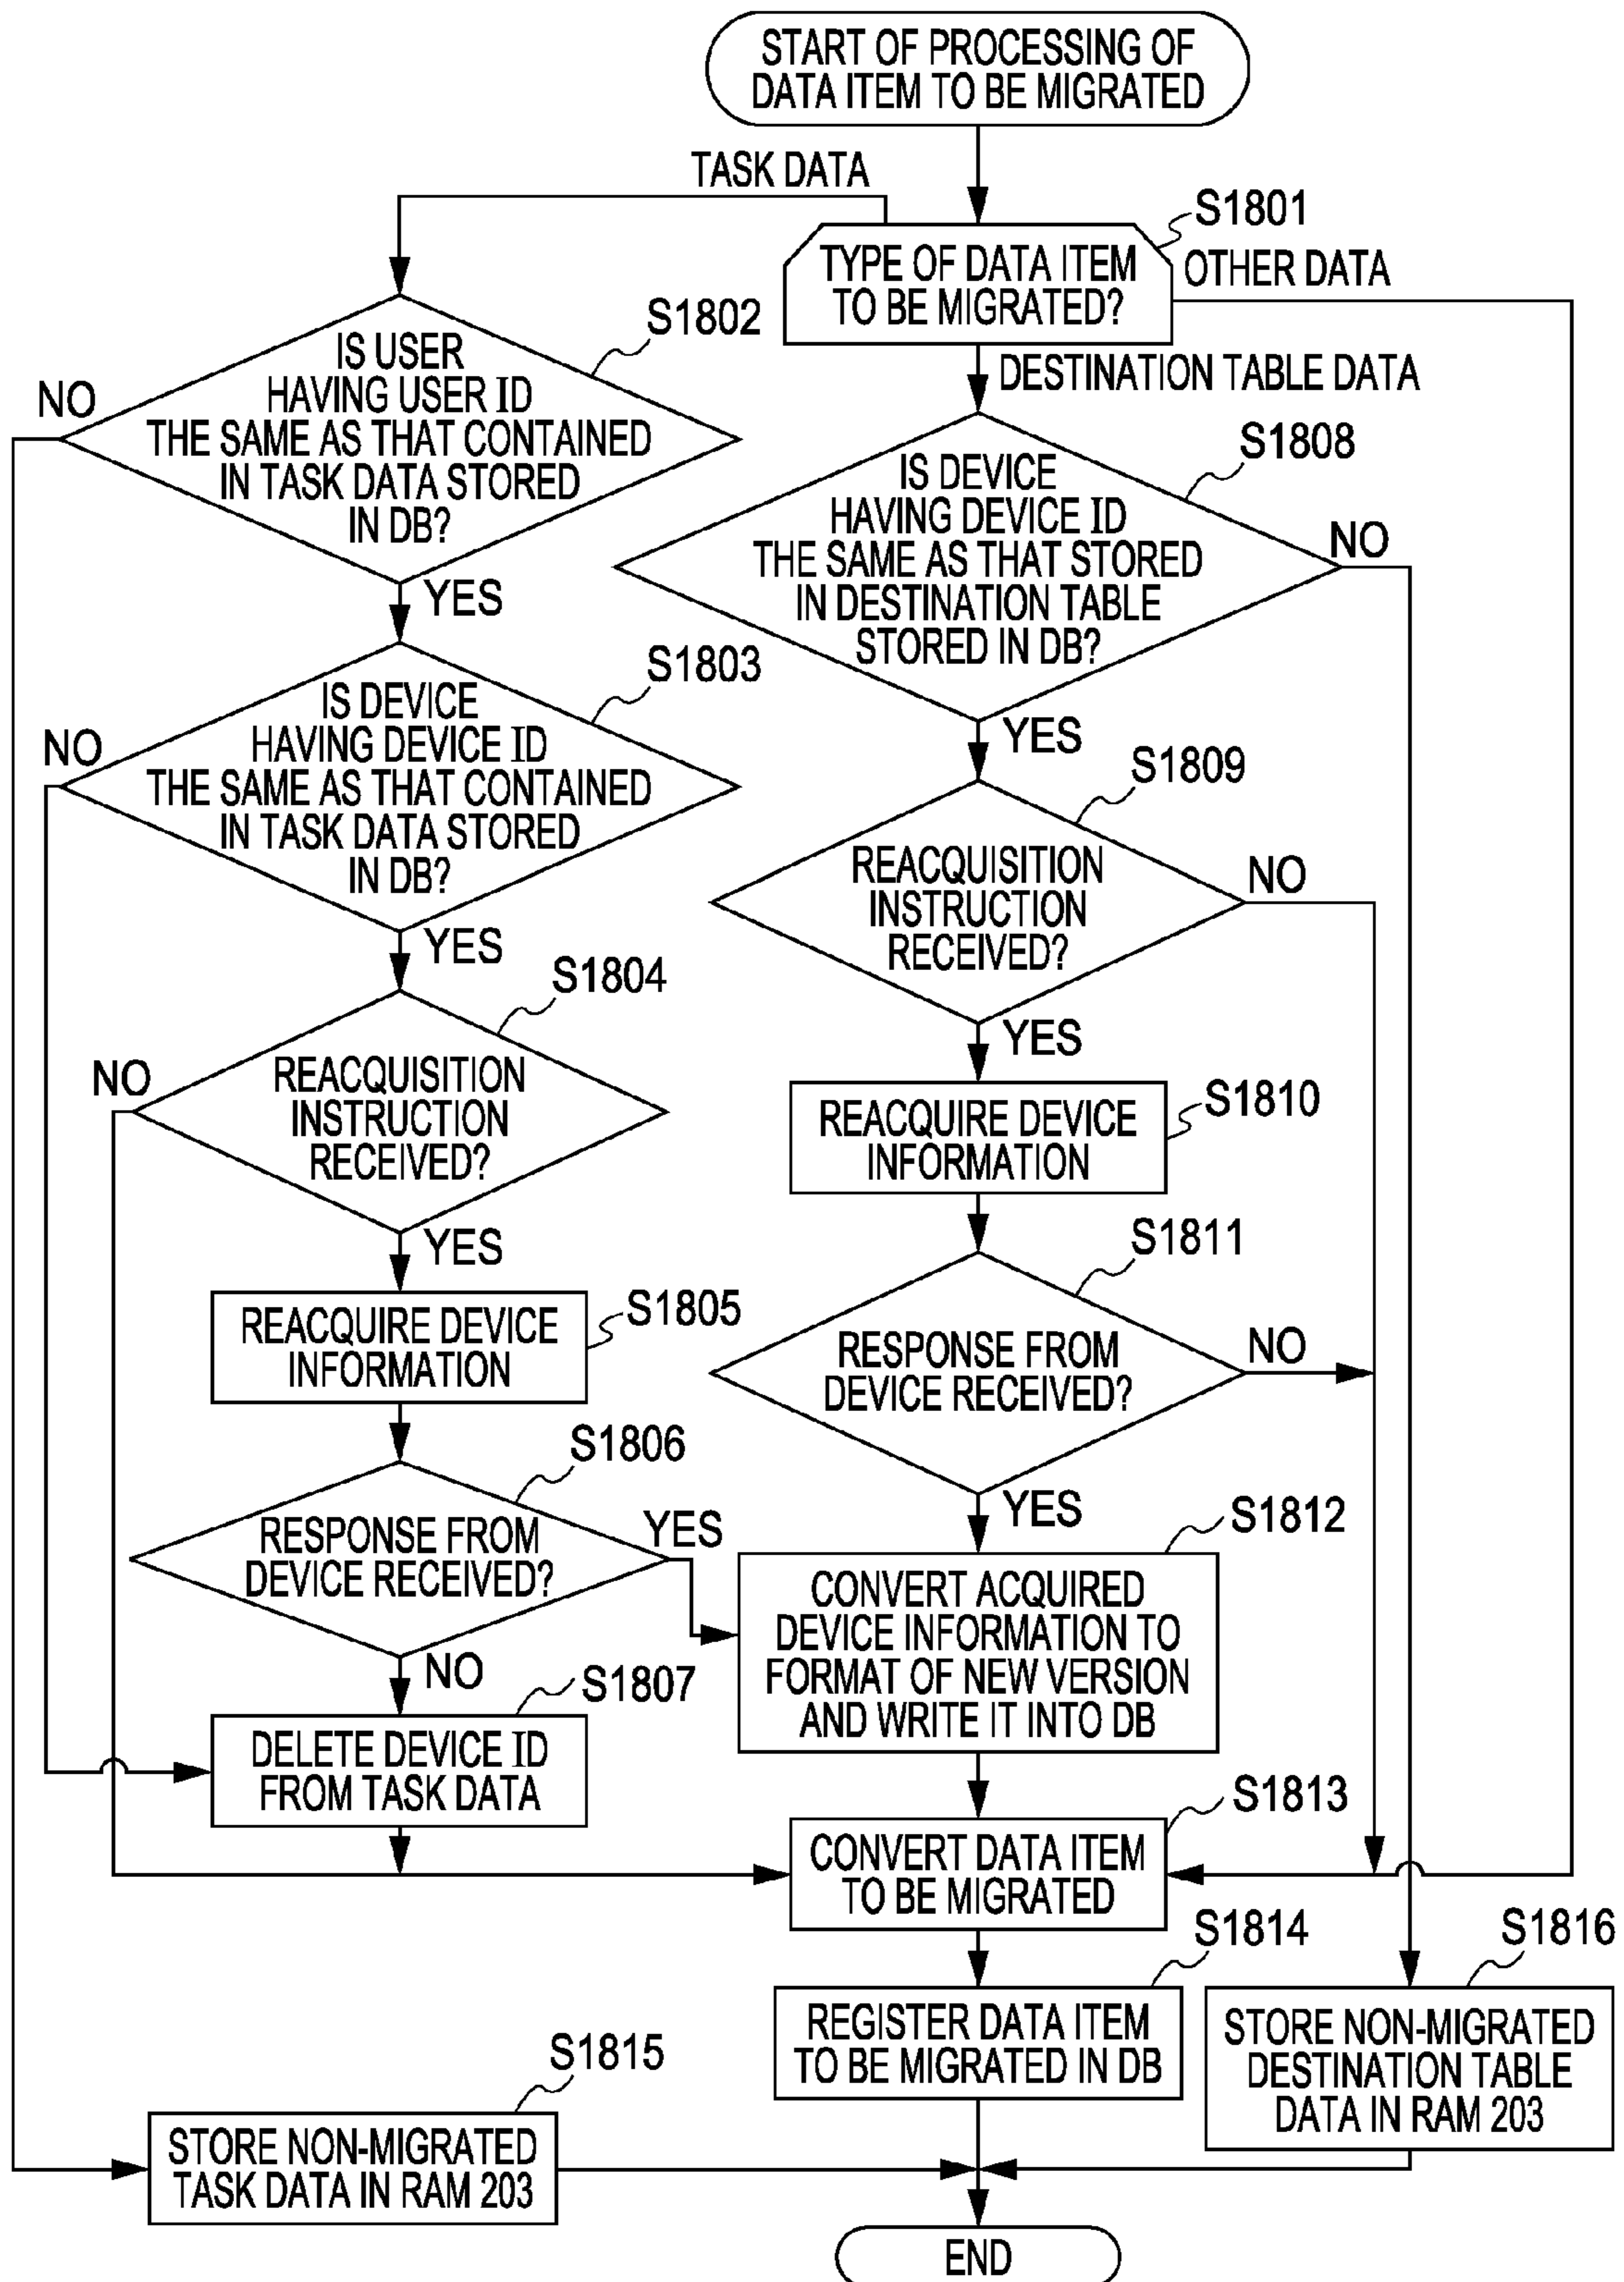 START OF PROCESSING OF
DATA ITEM TO BE MIGRATED
TASK DATA
S1801
TYPE OF DATA ITEM
TO BE MIGRATED?
OTHER DATA
DESTINATION TABLE DATA
S1802
IS USER
HAVING USER ID
THE SAME AS THAT CONTAINED
IN TASK DATA STORED
IN DB?
NO
YES
S1808
IS DEVICE
HAVING DEVICE ID
THE SAME AS THAT STORED
IN DESTINATION TABLE
STORED IN DB?
NO
YES
S1803
IS DEVICE
HAVING DEVICE ID
THE SAME AS THAT CONTAINED
IN TASK DATA STORED
IN DB?
NO
YES
S1809
REACQUISITION
INSTRUCTION
RECEIVED?
NO
YES
S1804
REACQUISITION
INSTRUCTION
RECEIVED?
NO
YES
S1810
REACQUIRE DEVICE
INFORMATION
S1805
REACQUIRE DEVICE
INFORMATION
S1811
RESPONSE FROM
DEVICE RECEIVED?
NO
YES
S1806
RESPONSE FROM
DEVICE RECEIVED?
YES
NO
S1812
CONVERT ACQUIRED
DEVICE INFORMATION TO
FORMAT OF NEW VERSION
AND WRITE IT INTO DB
S1807
DELETE DEVICE ID
FROM TASK DATA
S1813
CONVERT DATA ITEM
TO BE MIGRATED
S1814
REGISTER DATA ITEM
TO BE MIGRATED IN DB
S1816
STORE NON-MIGRATED
DESTINATION TABLE
DATA IN RAM 203
S1815
STORE NON-MIGRATED
TASK DATA IN RAM 203
END